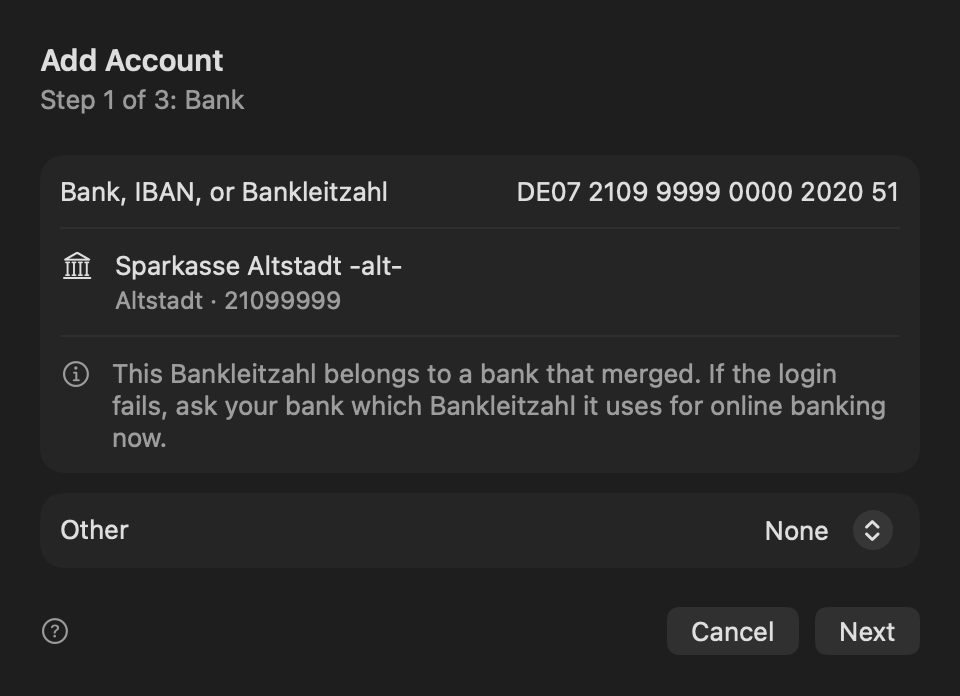 Add Account
Step 1 of 3: Bank
Bank, IBAN, or Bankleitzahl DE07 2109 9999 0000 2020 51
Sparkasse Altstadt -alt-
Altstadt · 21099999
This Bankleitzahl belongs to a bank that merged. If the login
fails, ask your bank which Bankleitzahl it uses for online banking
now.
Other None
?
Cancel Next